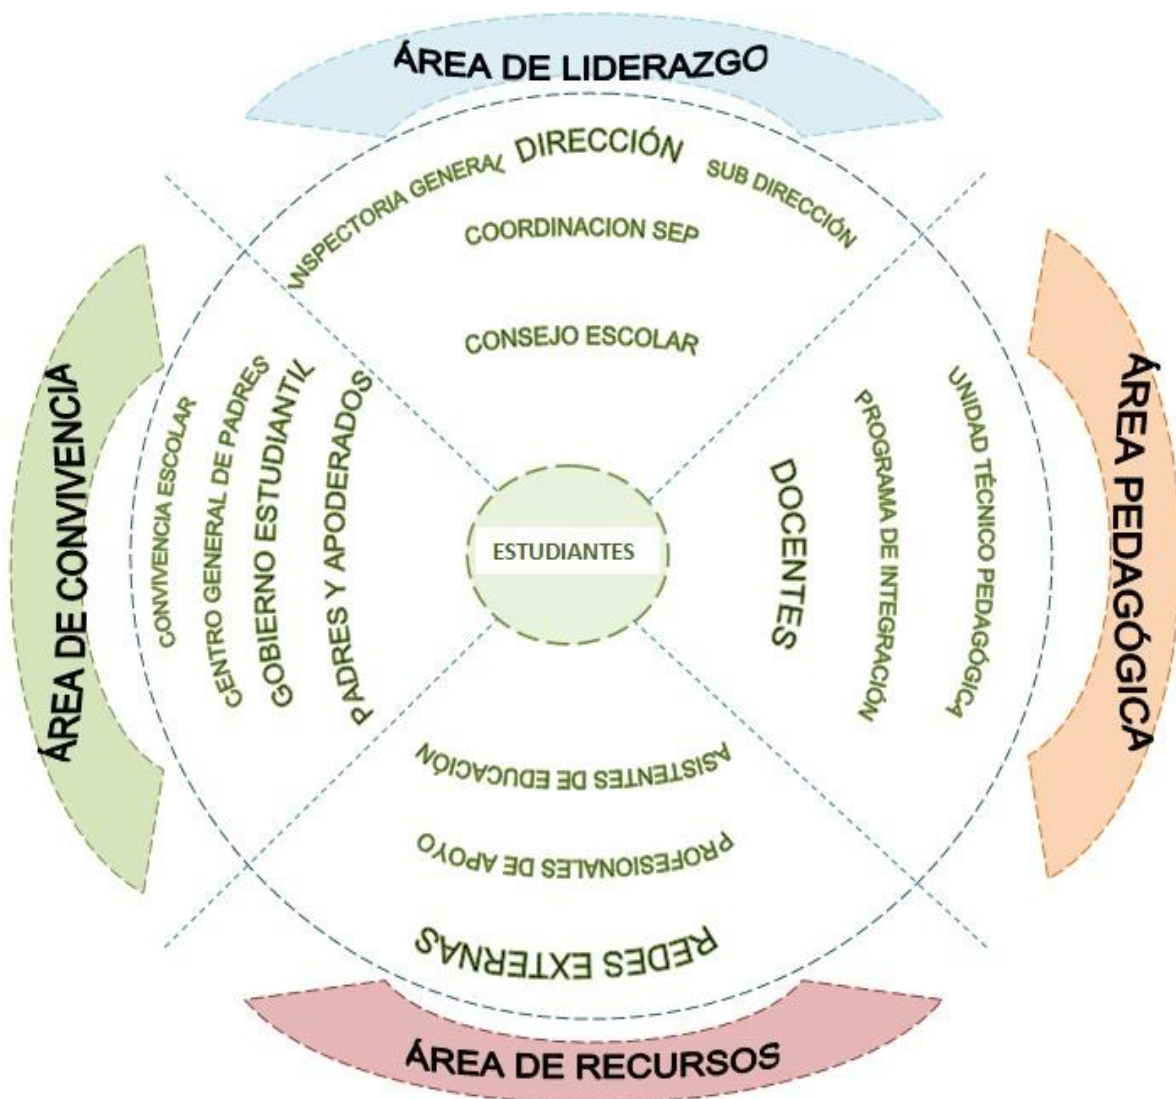 ÁREA DE LIDERAZGO
DIRECCIÓN
INSPECTORIA GENERAL
SUB DIRECCIÓN
COORDINACION SEP
CONSEJO ESCOLAR
ÁREA DE CONVIVENCIA
CONVIVENCIA ESCOLAR
CENTRO GENERAL DE PADRES
GOBIERNO ESTUDIANTIL
PADRES Y APODERADOS
ESTUDIANTES
DOCENTES
PROGRAMA DE INTEGRACIÓN
UNIDAD TÉCNICO PEDAGÓGICA
ÁREA PEDAGÓGICA
ASISTENTES DE EDUCACIÓN
PROFESIONALES DE APOYO
REDES EXTERNAS
ÁREA DE RECURSOS